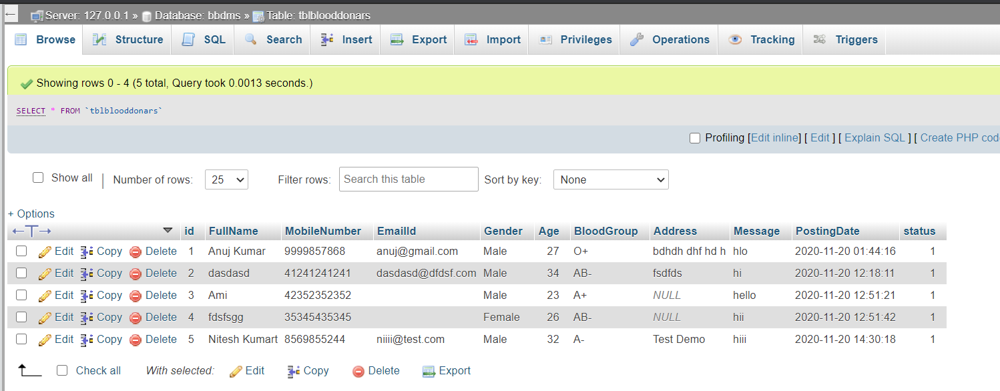 Server: 127.0.0.1 » Database: bbdms » Table: tblblooddonars
Browse Structure SQL Search Insert Export Import Privileges Operations Tracking Triggers
Showing rows 0 - 4 (5 total, Query took 0.0013 seconds.)
SELECT * FROM `tblblooddonars`
Profiling [Edit inline] [ Edit ] [ Explain SQL ] [ Create PHP cod
Show all | Number of rows: 25 Filter rows: Search this table Sort by key: None
+ Options
←T→ id FullName MobileNumber EmailId Gender Age BloodGroup Address Message PostingDate status
Edit Copy Delete 1 Anuj Kumar 9999857868 anuj@gmail.com Male 27 O+ bdhdh dhf hd h hlo 2020-11-20 01:44:16 1
Edit Copy Delete 2 dasdasd 41241241241 dasdasd@dfdsf.com Male 34 AB- fsdfds hi 2020-11-20 12:18:11 1
Edit Copy Delete 3 Ami 42352352352 Male 23 A+ NULL hello 2020-11-20 12:51:21 1
Edit Copy Delete 4 fdsfsgg 35345435345 Female 26 AB- NULL hii 2020-11-20 12:51:42 1
Edit Copy Delete 5 Nitesh Kumart 8569855244 niiii@test.com Male 32 A- Test Demo hiii 2020-11-20 14:30:18 1
Check all With selected: Edit Copy Delete Export